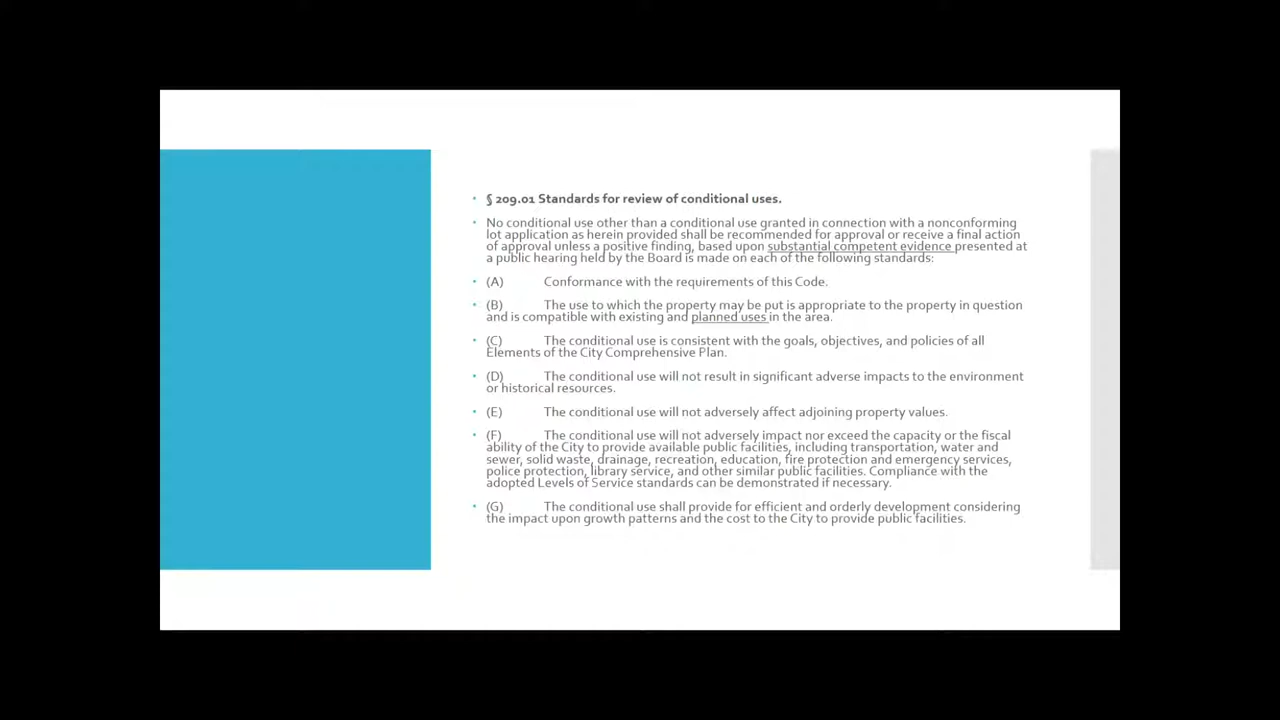 • § 209.01 Standards for review of conditional uses.
• No conditional use other than a conditional use granted in connection with a nonconforming
lot application as herein provided shall be recommended for approval or receive a final action
of approval unless a positive finding, based upon substantial competent evidence presented at
a public hearing held by the Board is made on each of the following standards:
• (A) Conformance with the requirements of this Code.
• (B) The use to which the property may be put is appropriate to the property in question
and is compatible with existing and planned uses in the area.
• (C) The conditional use is consistent with the goals, objectives, and policies of all
Elements of the City Comprehensive Plan.
• (D) The conditional use will not result in significant adverse impacts to the environment
or historical resources.
• (E) The conditional use will not adversely affect adjoining property values.
• (F) The conditional use will not adversely impact nor exceed the capacity or the fiscal
ability of the City to provide available public facilities, including transportation, water and
sewer, solid waste, drainage, recreation, education, fire protection and emergency services,
police protection, library service, and other similar public facilities. Compliance with the
adopted Levels of Service standards can be demonstrated if necessary.
• (G) The conditional use shall provide for efficient and orderly development considering
the impact upon growth patterns and the cost to the City to provide public facilities.